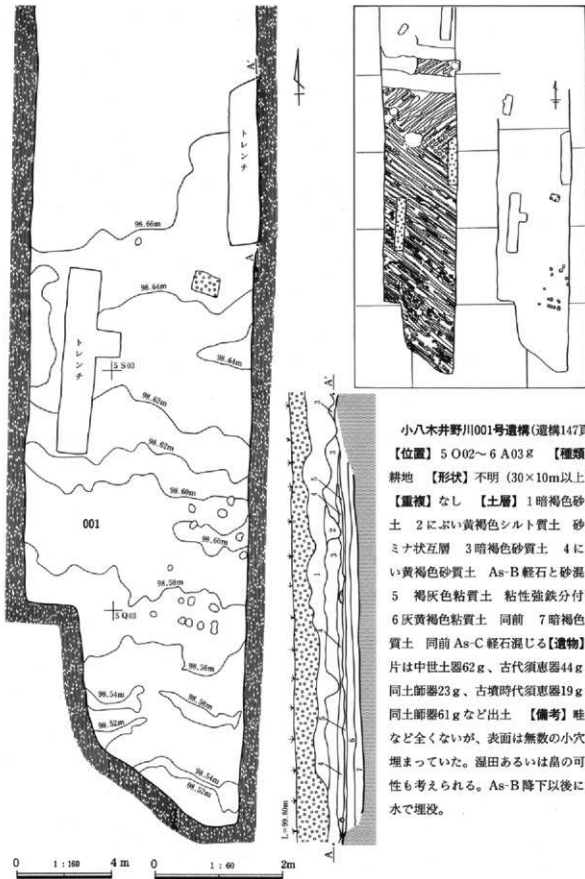 A'
トレンチ
98.66m
A
98.64m
98.64m
トレンチ
5 S03
98.62m
98.62m
98.60m
98.60m
001
98.58m
5 Q03
98.56m
98.54m
98.56m
98.52m
98.54m
98.52m
0 1:160 4 m
0 1:60 2m
A'
3
5
4
3
2
3
1
5
6
7
L=99.80m
A
小八木井野川001号遺構(遺構147頁
【位置】 5 O02～6 A03 g 【種類
耕地 【形状】 不明 (30×10m以上
【重複】 なし 【土層】 1暗褐色砂
土 2にぶい黄褐色シルト質土 砂
ミナ状互層 3暗褐色砂質土 4に
い黄褐色砂質土 As-B 軽石と砂混
5 褐灰色粘質土 粘性強鉄分付
6灰黄褐色粘質土 同前 7暗褐色
質土 同前 As-C 軽石混じる【遺物】
片は中世土器62g、古代須恵器44g
同土師器23g、古墳時代須恵器19g
同土師器61gなど出土 【備考】 畦
など全くないが、表面は無数の小穴
埋まっていた。湿田あるいは畠の可
性も考えられる。As-B 降下以後に
水で埋没。